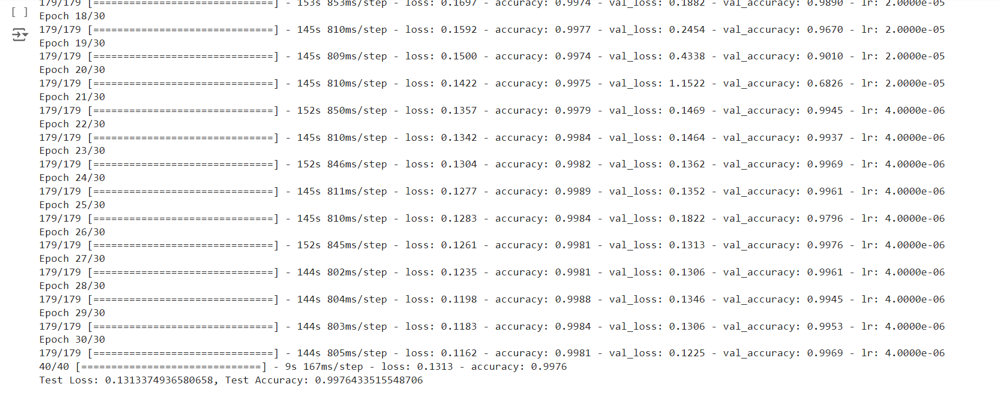 179/179 [==============================] - 153s 853ms/step - loss: 0.1697 - accuracy: 0.9974 - val_loss: 0.1882 - val_accuracy: 0.9890 - lr: 2.0000e-05
[ ]
Epoch 18/30
179/179 [==============================] - 145s 810ms/step - loss: 0.1592 - accuracy: 0.9977 - val_loss: 0.2454 - val_accuracy: 0.9670 - lr: 2.0000e-05
Epoch 19/30
179/179 [==============================] - 145s 809ms/step - loss: 0.1500 - accuracy: 0.9974 - val_loss: 0.4338 - val_accuracy: 0.9010 - lr: 2.0000e-05
Epoch 20/30
179/179 [==============================] - 145s 810ms/step - loss: 0.1422 - accuracy: 0.9975 - val_loss: 1.1522 - val_accuracy: 0.6826 - lr: 2.0000e-05
Epoch 21/30
179/179 [==============================] - 152s 850ms/step - loss: 0.1357 - accuracy: 0.9979 - val_loss: 0.1469 - val_accuracy: 0.9945 - lr: 4.0000e-06
Epoch 22/30
179/179 [==============================] - 145s 810ms/step - loss: 0.1342 - accuracy: 0.9984 - val_loss: 0.1464 - val_accuracy: 0.9937 - lr: 4.0000e-06
Epoch 23/30
179/179 [==============================] - 152s 846ms/step - loss: 0.1304 - accuracy: 0.9982 - val_loss: 0.1362 - val_accuracy: 0.9969 - lr: 4.0000e-06
Epoch 24/30
179/179 [==============================] - 145s 811ms/step - loss: 0.1277 - accuracy: 0.9989 - val_loss: 0.1352 - val_accuracy: 0.9961 - lr: 4.0000e-06
Epoch 25/30
179/179 [==============================] - 145s 810ms/step - loss: 0.1283 - accuracy: 0.9984 - val_loss: 0.1822 - val_accuracy: 0.9796 - lr: 4.0000e-06
Epoch 26/30
179/179 [==============================] - 152s 845ms/step - loss: 0.1261 - accuracy: 0.9981 - val_loss: 0.1313 - val_accuracy: 0.9976 - lr: 4.0000e-06
Epoch 27/30
179/179 [==============================] - 144s 802ms/step - loss: 0.1235 - accuracy: 0.9981 - val_loss: 0.1306 - val_accuracy: 0.9961 - lr: 4.0000e-06
Epoch 28/30
179/179 [==============================] - 144s 804ms/step - loss: 0.1198 - accuracy: 0.9988 - val_loss: 0.1346 - val_accuracy: 0.9945 - lr: 4.0000e-06
Epoch 29/30
179/179 [==============================] - 144s 803ms/step - loss: 0.1183 - accuracy: 0.9984 - val_loss: 0.1306 - val_accuracy: 0.9953 - lr: 4.0000e-06
Epoch 30/30
179/179 [==============================] - 144s 805ms/step - loss: 0.1162 - accuracy: 0.9981 - val_loss: 0.1225 - val_accuracy: 0.9969 - lr: 4.0000e-06
40/40 [==============================] - 9s 167ms/step - loss: 0.1313 - accuracy: 0.9976
Test Loss: 0.1313374936580658, Test Accuracy: 0.9976433515548706